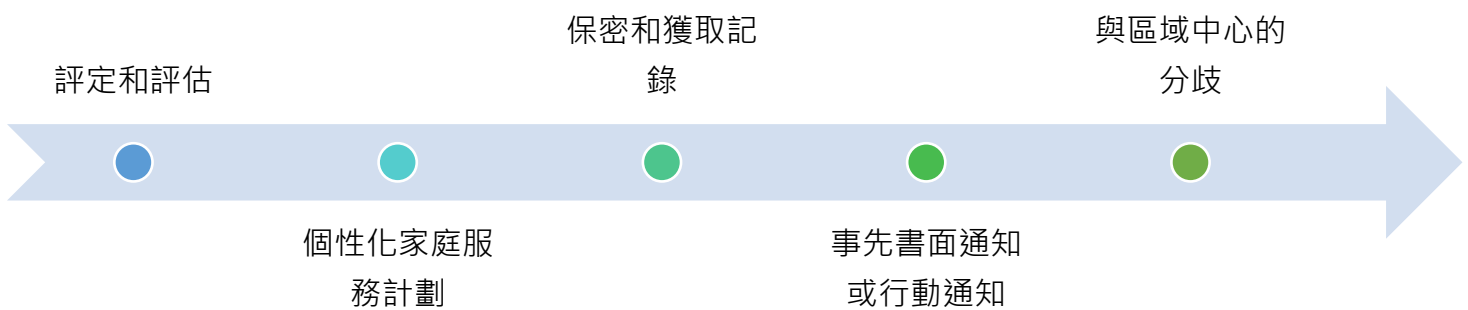 評定和評估
個性化家庭服
務計劃
保密和獲取記
錄
事先書面通知
或行動通知
與區域中心的
分歧